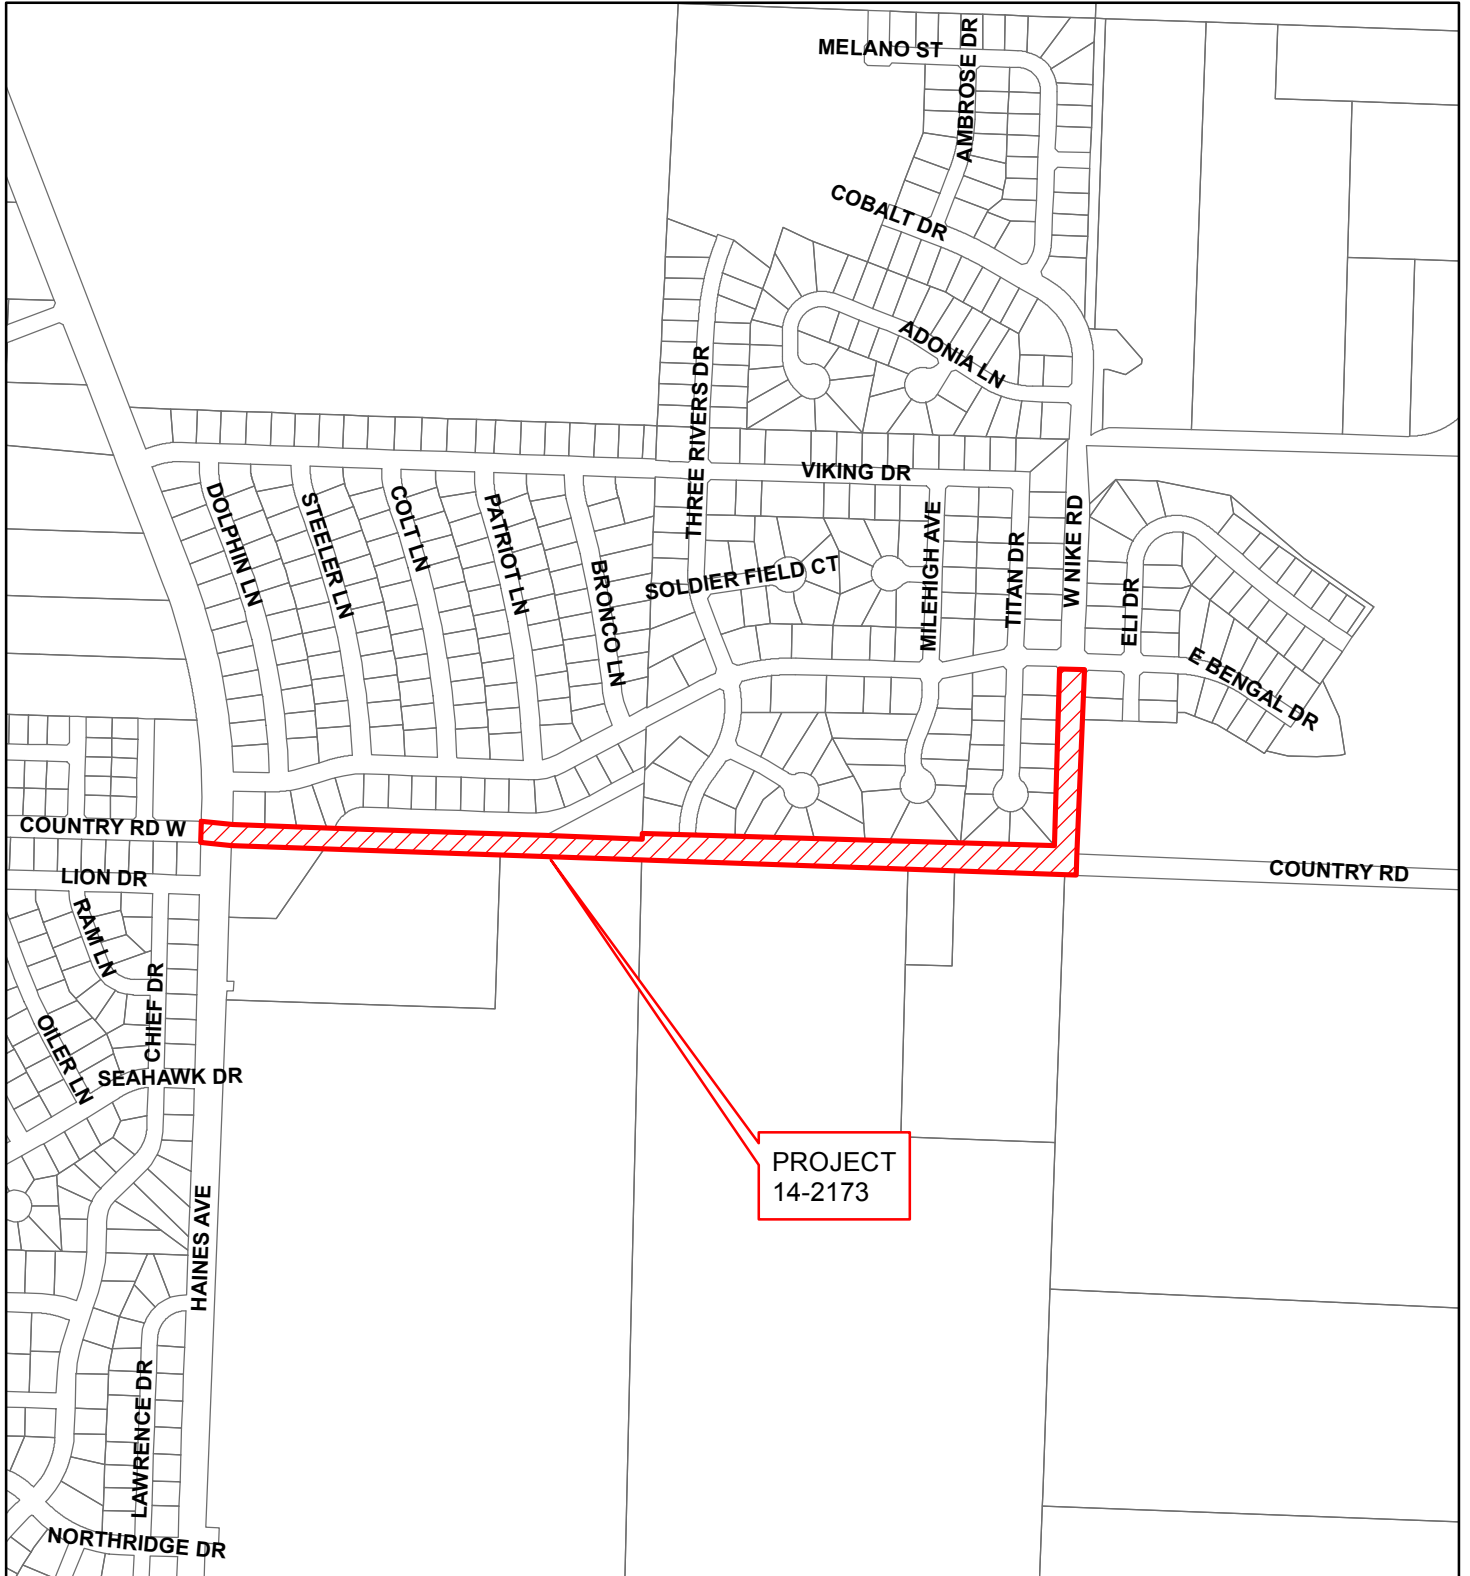 MELANO ST
AMBROSE DR
COBALT DR
ADONIA LN
THREE RIVERS DR
VIKING DR
DOLPHIN LN
STEELER LN
COLT LN
PATRIOT LN
BRONCO LN
SOLDIER FIELD CT
MILEHIGH AVE
TITAN DR
W NIKE RD
ELI DR
E BENGAL DR
COUNTRY RD W
COUNTRY RD
LION DR
RAM LN
CHIEF DR
OILER LN
SEAHAWK DR
PROJECT
14-2173
HAINES AVE
LAWRENCE DR
NORTHRIDGE DR